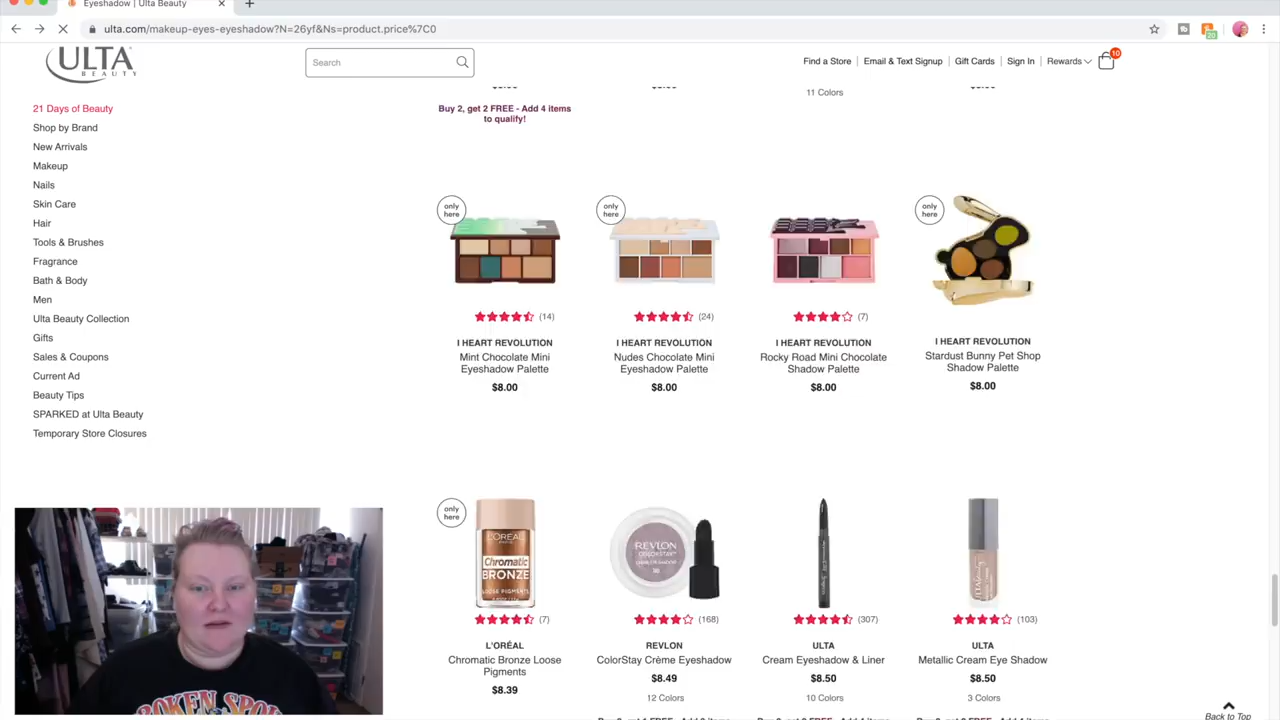 Eyeshadow | Ulta Beauty
ulta.com/makeup-eyes-eyeshadow?N=26yf&Ns=product.price%7C0
20
ULTA
BEAUTY
Search
Find a Store
Email & Text Signup
Gift Cards
Sign In
Rewards
10
21 Days of Beauty
Shop by Brand
New Arrivals
Makeup
Nails
Skin Care
Hair
Tools & Brushes
Fragrance
Bath & Body
Men
Ulta Beauty Collection
Gifts
Sales & Coupons
Current Ad
Beauty Tips
SPARKED at Ulta Beauty
Temporary Store Closures
11 Colors
Buy 2, get 2 FREE - Add 4 items
to qualify!
only
here
(14)
I HEART REVOLUTION
Mint Chocolate Mini
Eyeshadow Palette
$8.00
only
here
(24)
I HEART REVOLUTION
Nudes Chocolate Mini
Eyeshadow Palette
$8.00
(7)
I HEART REVOLUTION
Rocky Road Mini Chocolate
Shadow Palette
$8.00
only
here
I HEART REVOLUTION
Stardust Bunny Pet Shop
Shadow Palette
$8.00
only
here
L'ORÉAL
Chromatic
BRONZE
LOOSE PIGMENTS
(7)
L'ORÉAL
Chromatic Bronze Loose
Pigments
$8.39
REVLON
COLORSTAY
(168)
REVLON
ColorStay Crème Eyeshadow
$8.49
12 Colors
(307)
ULTA
Cream Eyeshadow & Liner
$8.50
10 Colors
(103)
ULTA
Metallic Cream Eye Shadow
$8.50
3 Colors
Back to Top
BROKEN SPOKE